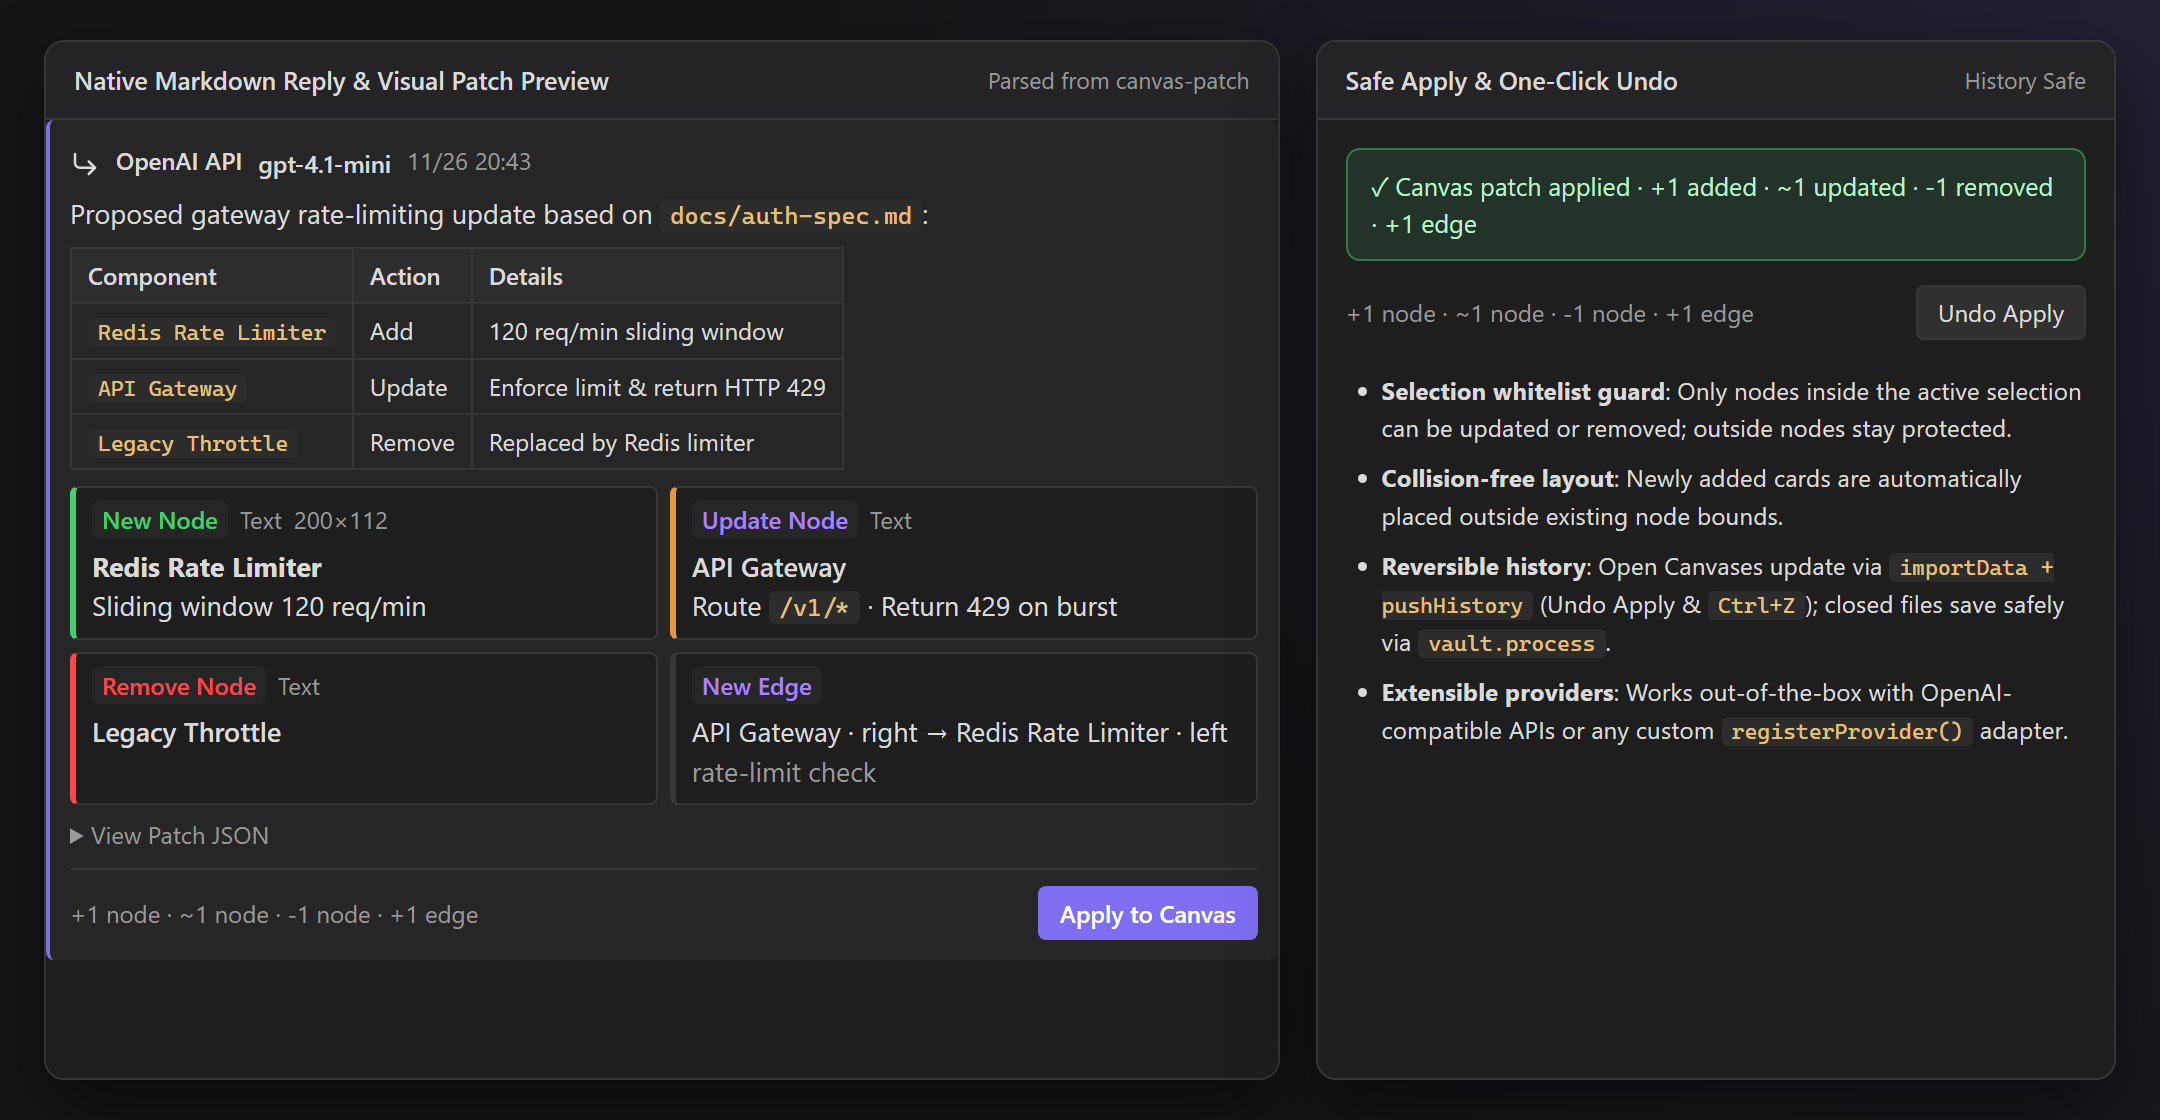 Native Markdown Reply & Visual Patch Preview
Parsed from canvas-patch
OpenAI API gpt-4.1-mini 11/26 20:43
Proposed gateway rate-limiting update based on docs/auth-spec.md:
Component Action Details
Redis Rate Limiter Add 120 req/min sliding window
API Gateway Update Enforce limit & return HTTP 429
Legacy Throttle Remove Replaced by Redis limiter
New Node Text 200×112
Redis Rate Limiter
Sliding window 120 req/min
Update Node Text
API Gateway
Route /v1/* · Return 429 on burst
Remove Node Text
Legacy Throttle
New Edge
API Gateway · right → Redis Rate Limiter · left
rate-limit check
▶ View Patch JSON
+1 node · ~1 node · -1 node · +1 edge
Apply to Canvas
Safe Apply & One-Click Undo
History Safe
✓ Canvas patch applied · +1 added · ~1 updated · -1 removed
· +1 edge
+1 node · ~1 node · -1 node · +1 edge
Undo Apply
• Selection whitelist guard: Only nodes inside the active selection
can be updated or removed; outside nodes stay protected.
• Collision-free layout: Newly added cards are automatically
placed outside existing node bounds.
• Reversible history: Open Canvases update via importData +
pushHistory (Undo Apply & Ctrl+Z); closed files save safely
via vault.process.
• Extensible providers: Works out-of-the-box with OpenAI-
compatible APIs or any custom registerProvider() adapter.